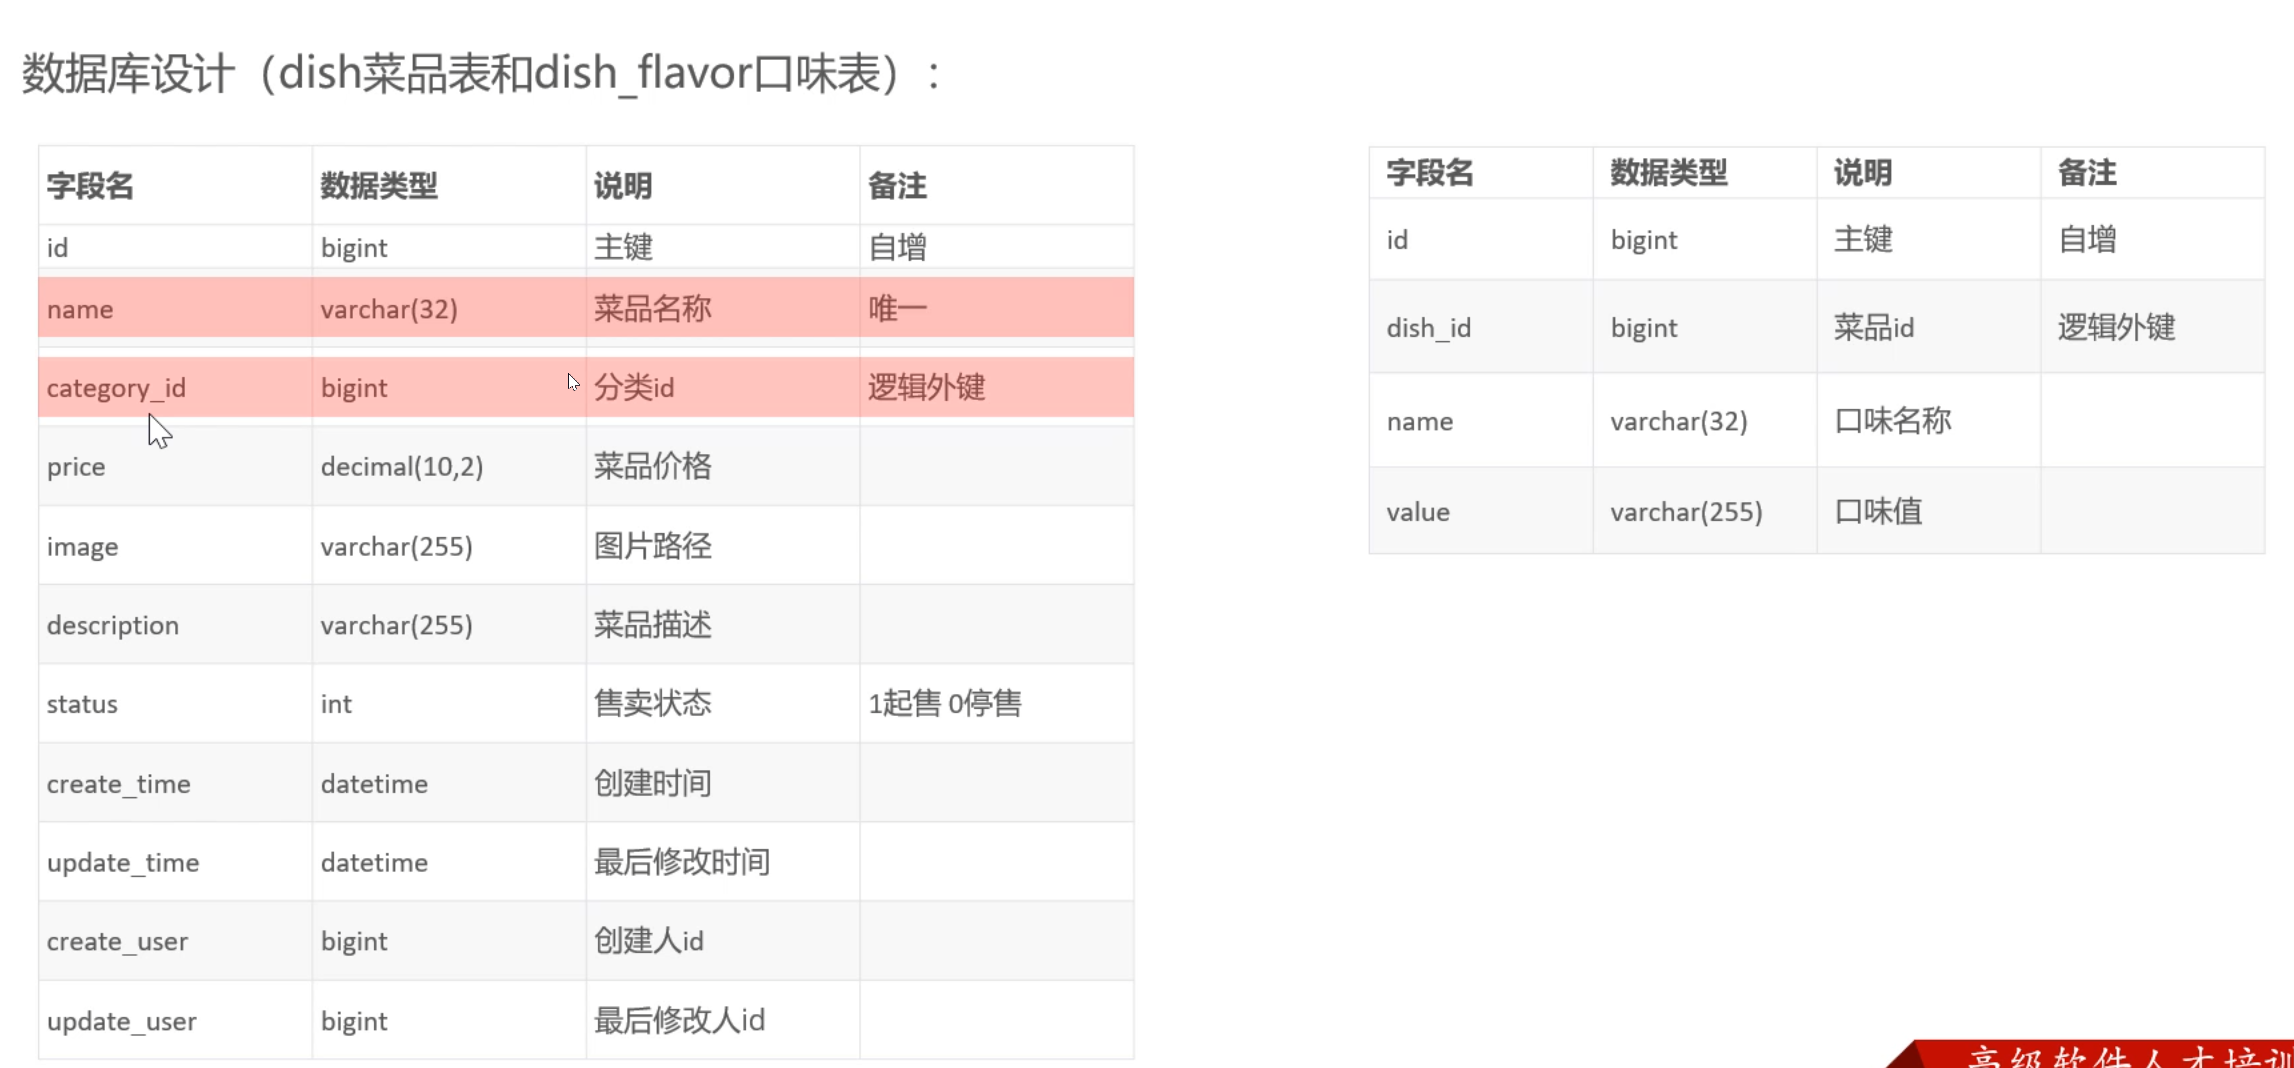 数据库设计（dish菜品表和dish_flavor口味表）：
字段名 数据类型 说明 备注
id bigint 主键 自增
name varchar(32) 菜品名称 唯一
category_id bigint 分类id 逻辑外键
price decimal(10,2) 菜品价格
image varchar(255) 图片路径
description varchar(255) 菜品描述
status int 售卖状态 1起售 0停售
create_time datetime 创建时间
update_time datetime 最后修改时间
create_user bigint 创建人id
update_user bigint 最后修改人id
字段名 数据类型 说明 备注
id bigint 主键 自增
dish_id bigint 菜品id 逻辑外键
name varchar(32) 口味名称
value varchar(255) 口味值
高级软件人才培训